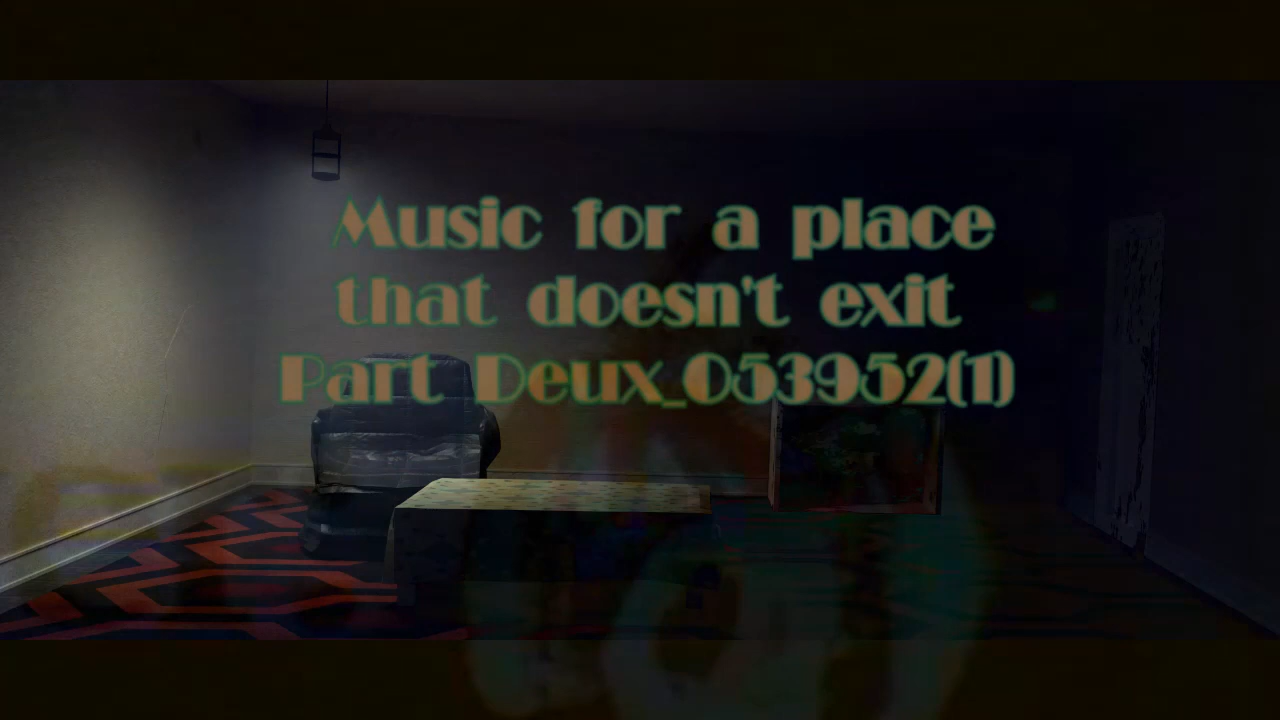 Music for a place
that doesn't exit
Part Deux_053952(1)